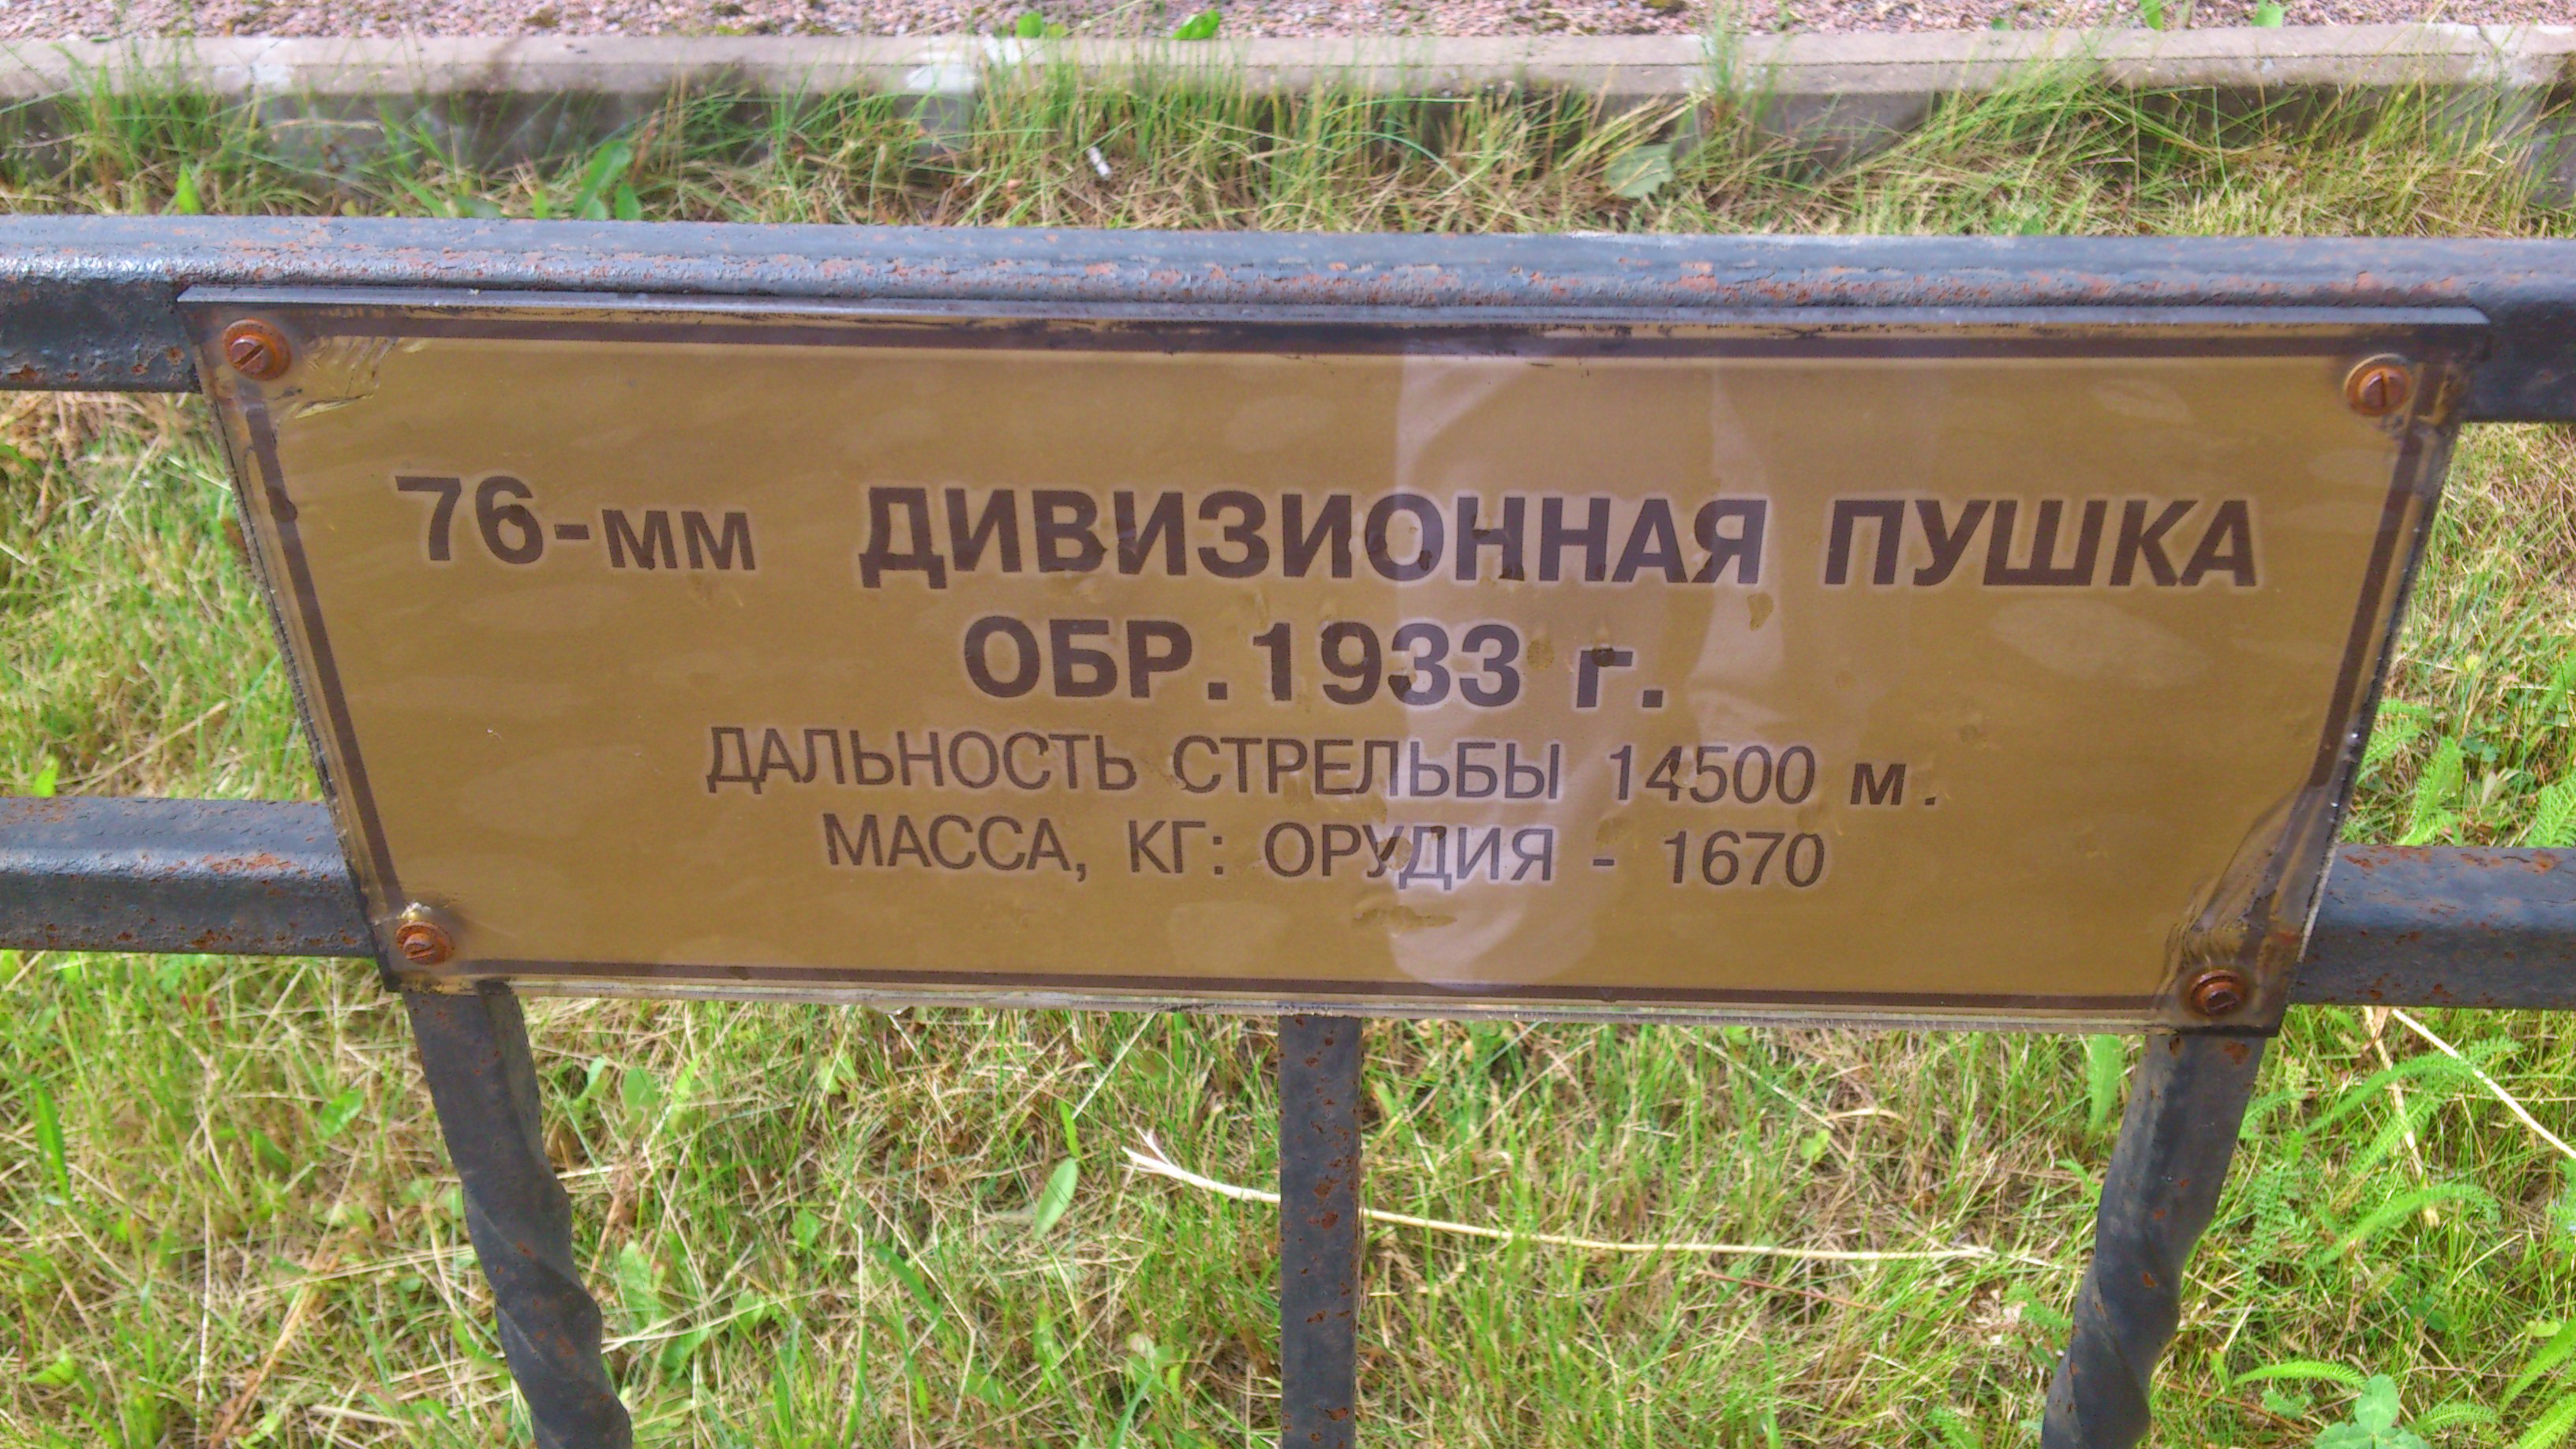 76-мм ДИВИЗИОННАЯ ПУШКА
ОБР.1933 г.
ДАЛЬНОСТЬ СТРЕЛЬБЫ 14500 м.
МАССА, КГ: ОРУДИЯ - 1670